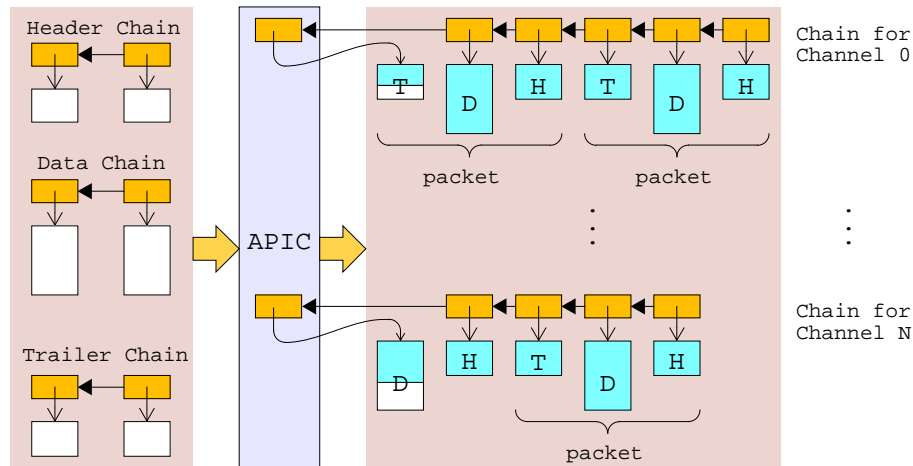 Header Chain
Data Chain
Trailer Chain
APIC
T D H T D H
packet packet
Chain for
Channel 0
D H T D H
packet
Chain for
Channel N